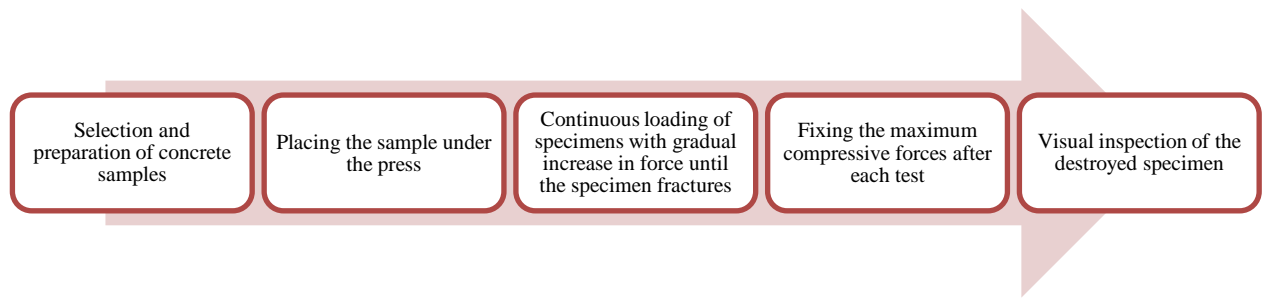 Selection and
preparation of concrete
samples
Placing the sample under
the press
Continuous loading of
specimens with gradual
increase in force until
the specimen fractures
Fixing the maximum
compressive forces after
each test
Visual inspection of the
destroyed specimen